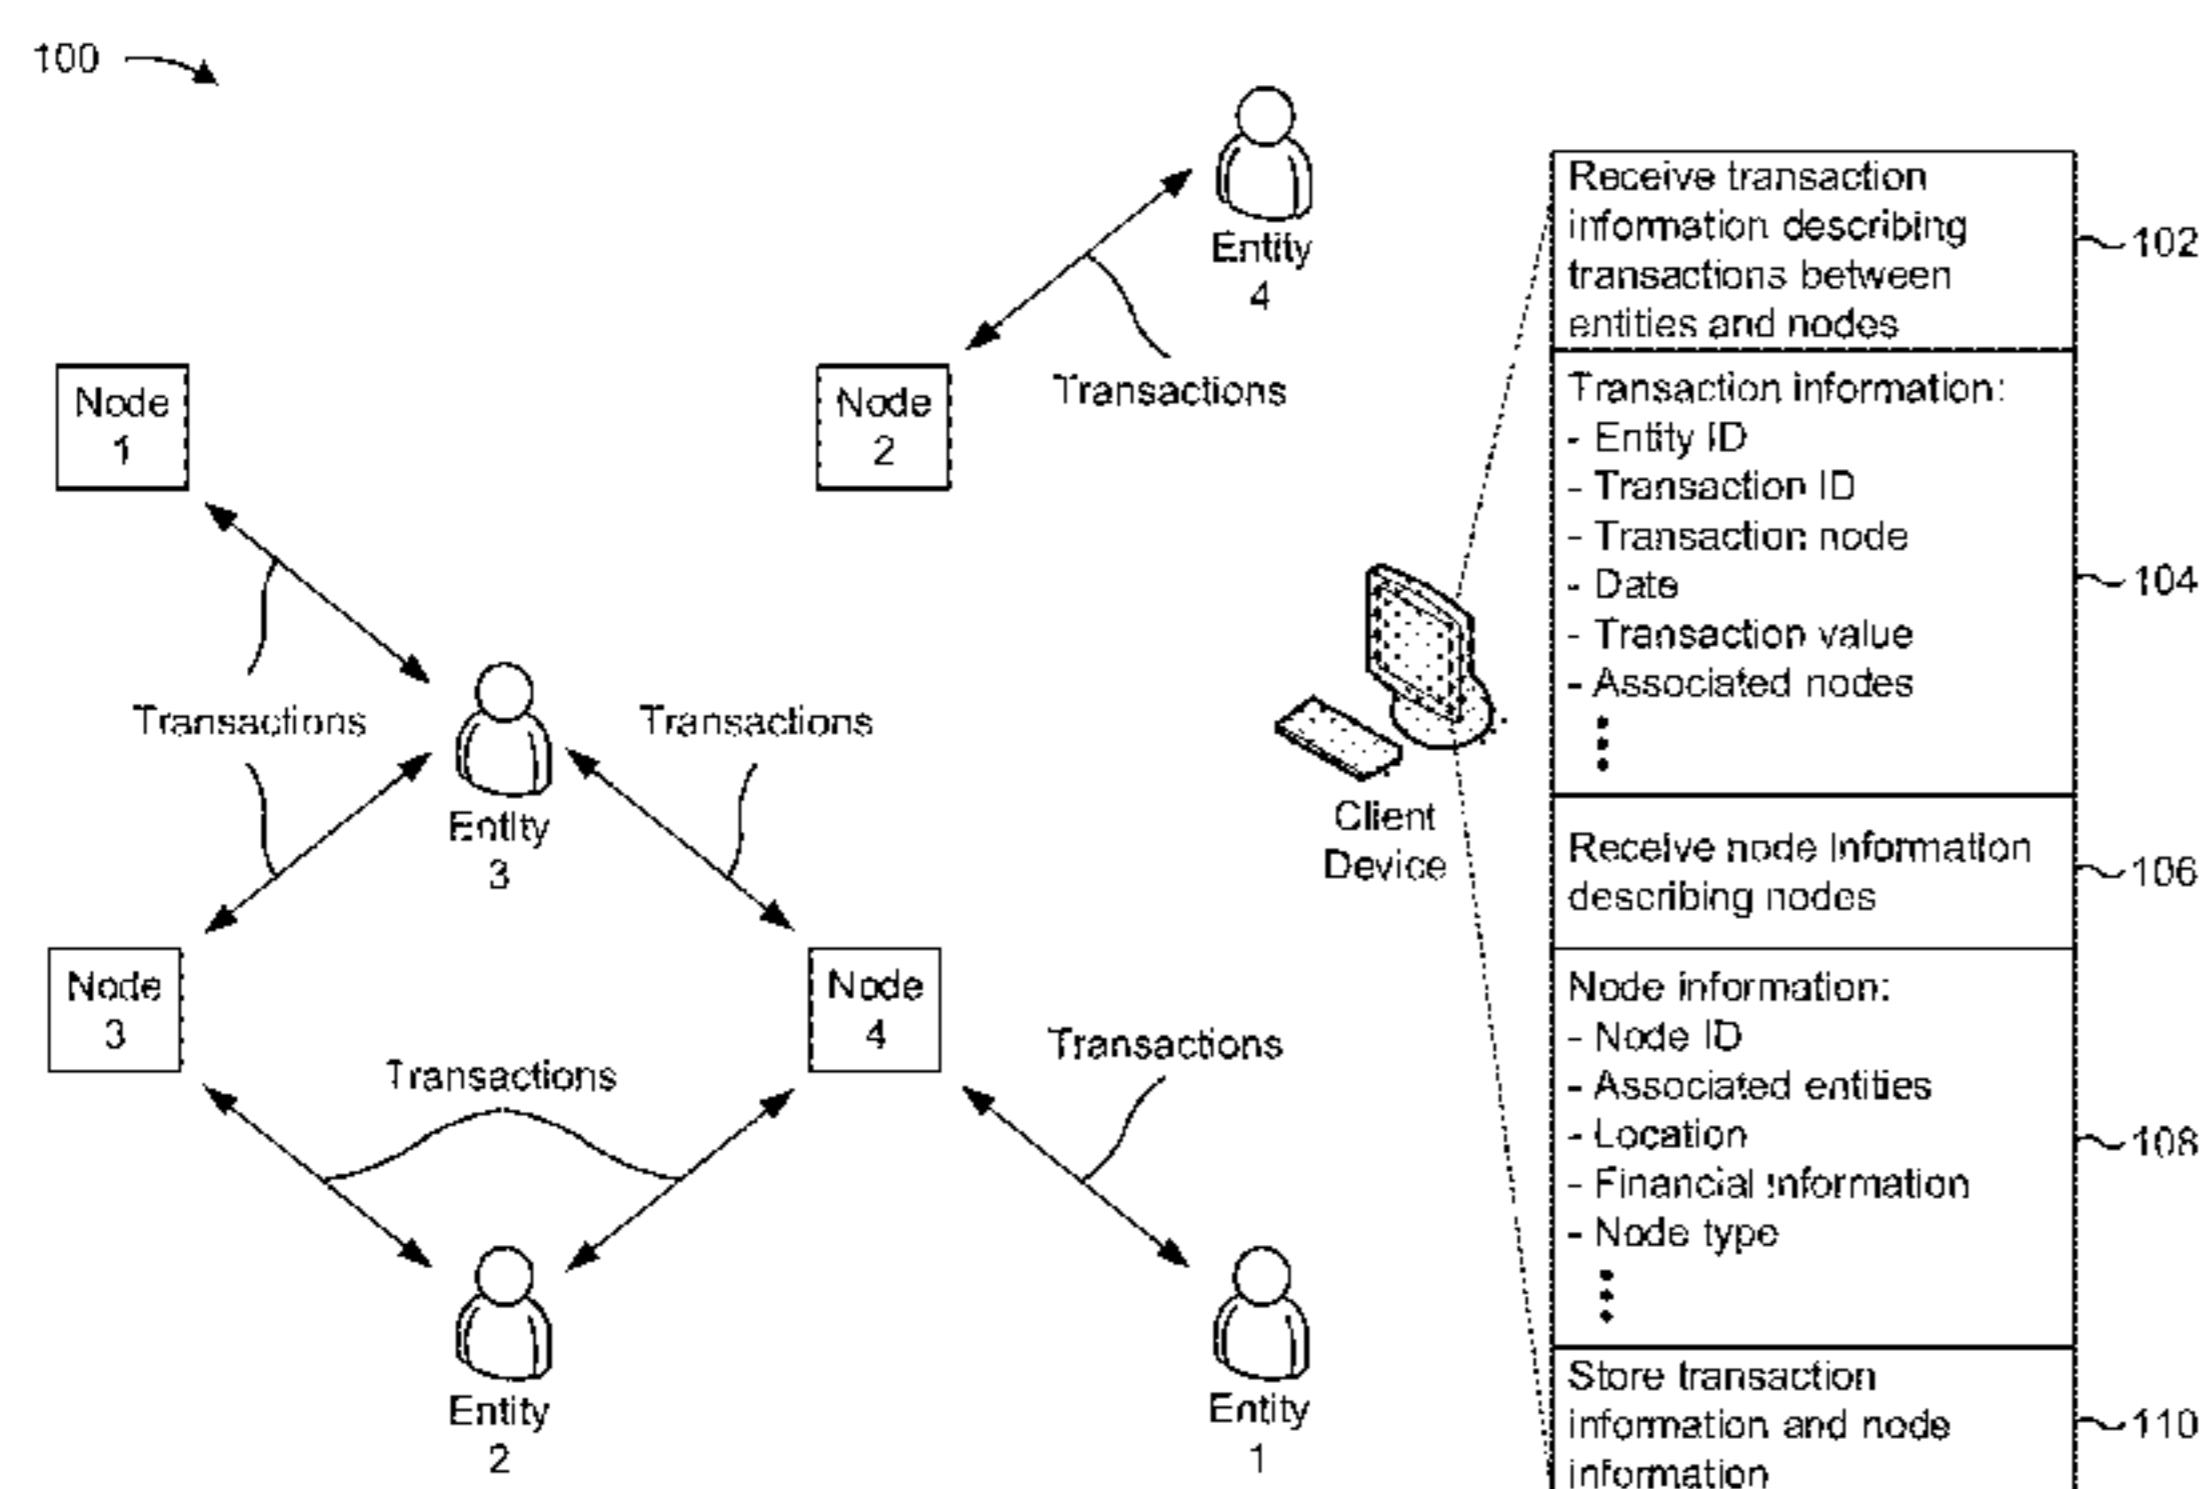 100
Entity
4
Transactions
Node
1
Node
2
Transactions
Transactions
Entity
3
Node
3
Node
4
Transactions
Transactions
Entity
2
Entity
1
Client
Device
Receive transaction
information describing
transactions between
entities and nodes
102
Transaction information:
- Entity ID
- Transaction ID
- Transaction node
- Date
- Transaction value
- Associated nodes
104
Receive node information
describing nodes
106
Node information:
- Node ID
- Associated entities
- Location
- Financial information
- Node type
108
Store transaction
information and node
information
110